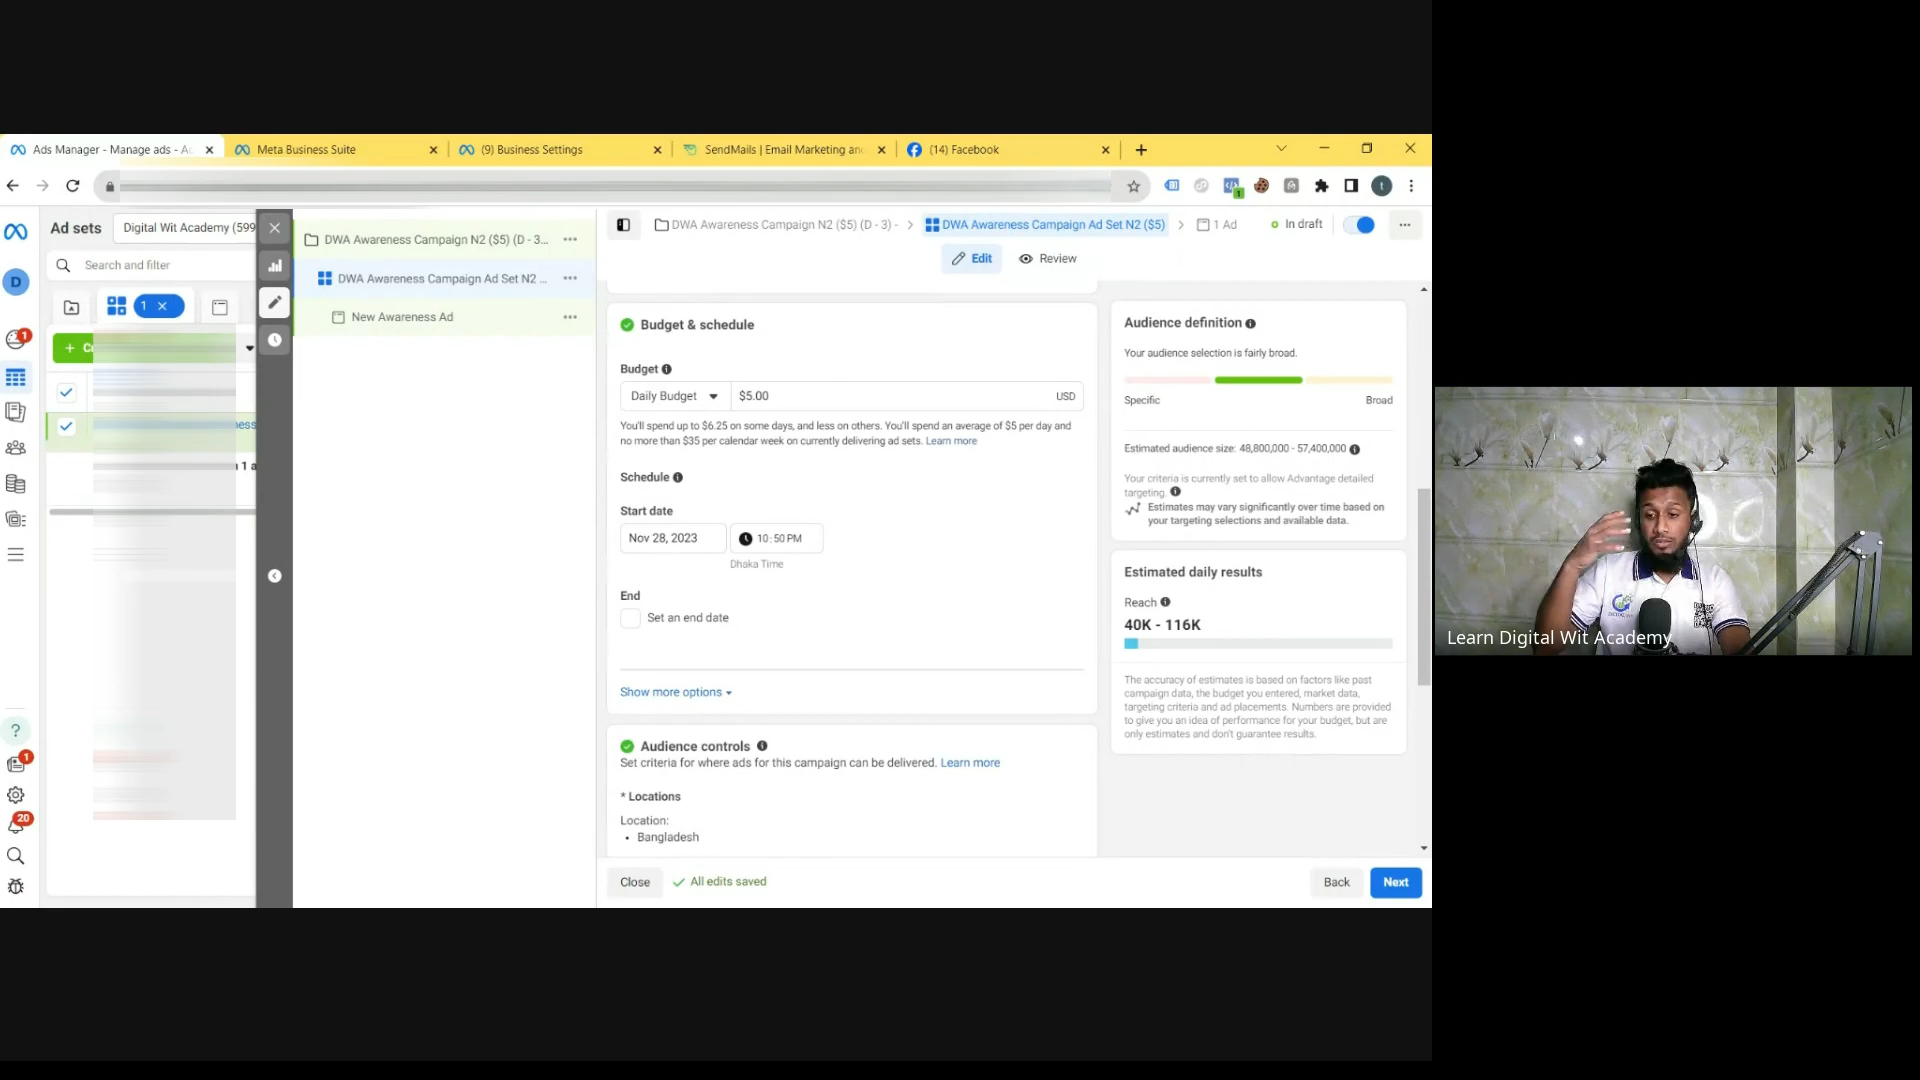 Ads Manager - Manage ads - A
Meta Business Suite
(9) Business Settings
SendMails | Email Marketing an
(14) Facebook
t
Ad sets
Digital Wit Academy (599
DWA Awareness Campaign N2 ($5) (D - 3...
DWA Awareness Campaign N2 ($5) (D - 3) -
DWA Awareness Campaign Ad Set N2 ($5)
1 Ad
In draft
Search and filter
Edit
Review
DWA Awareness Campaign Ad Set N2 ...
D
1
New Awareness Ad
1
+ C
Budget & schedule
Budget
Daily Budget
$5.00
USD
You'll spend up to $6.25 on some days, and less on others. You'll spend an average of $5 per day and
no more than $35 per calendar week on currently delivering ad sets. Learn more
ness
1 a
Schedule
Start date
Nov 28, 2023
10:50 PM
Dhaka Time
End
Set an end date
Show more options
Audience controls
Set criteria for where ads for this campaign can be delivered. Learn more
* Locations
Location:
• Bangladesh
Audience definition
Your audience selection is fairly broad.
Specific
Broad
Estimated audience size: 48,800,000 - 57,400,000
Your criteria is currently set to allow Advantage detailed
targeting.
Estimates may vary significantly over time based on
your targeting selections and available data.
Estimated daily results
Reach
40K - 116K
The accuracy of estimates is based on factors like past
campaign data, the budget you entered, market data,
targeting criteria and ad placements. Numbers are provided
to give you an idea of performance for your budget, but are
only estimates and don't guarantee results.
?
1
20
Close
All edits saved
Back
Next
Learn Digital Wit Academy